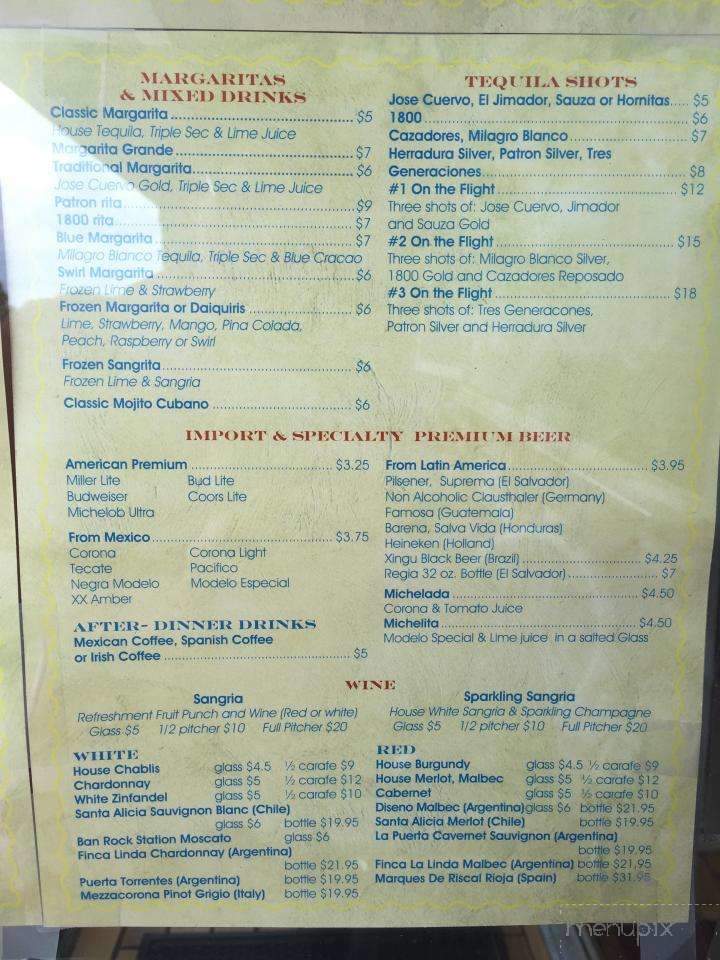 MARGARITAS
& MIXED DRINKS
Classic Margarita ........ $5
House Tequila, Triple Sec & Lime Juice
Margarita Grande ........ $7
Traditional Margarita ........ $6
Jose Cuervo Gold, Triple Sec & Lime Juice
Patron rita ........ $9
1800 rita ........ $7
Blue Margarita ........ $7
Milagro Blanco Tequila, Triple Sec & Blue Cracao
Swirl Margarita ........ $6
Frozen Lime & Strawberry
Frozen Margarita or Daiquiris ........ $6
Lime, Strawberry, Mango, Pina Colada,
Peach, Raspberry or Swirl
Frozen Sangrita ........ $6
Frozen Lime & Sangria
Classic Mojito Cubano ........ $6
TEQUILA SHOTS
Jose Cuervo, El Jimador, Sauza or Hornitas ..... $5
1800 ........ $6
Cazadores, Milagro Blanco ........ $7
Herradura Silver, Patron Silver, Tres
Generaciones ........ $8
#1 On the Flight ........ $12
Three shots of: Jose Cuervo, Jimador
and Sauza Gold
#2 On the Flight ........ $15
Three shots of: Milagro Blanco Silver,
1800 Gold and Cazadores Reposado
#3 On the Flight ........ $18
Three shots of: Tres Generacones,
Patron Silver and Herradura Silver
IMPORT & SPECIALTY PREMIUM BEER
American Premium ........ $3.25
Miller Lite Bud Lite
Budweiser Coors Lite
Michelob Ultra
From Mexico ........ $3.75
Corona Corona Light
Tecate Pacifico
Negra Modelo Modelo Especial
XX Amber
AFTER- DINNER DRINKS
Mexican Coffee, Spanish Coffee
or Irish Coffee ........ $5
From Latin America ........ $3.95
Pilsener, Suprema (El Salvador)
Non Alcoholic Clausthaler (Germany)
Famosa (Guatemala)
Barena, Salva Vida (Honduras)
Heineken (Holland)
Xingu Black Beer (Brazil) ........ $4.25
Regia 32 oz. Bottle (El Salvador) ........ $7
Michelada ........ $4.50
Corona & Tomato Juice
Michelita ........ $4.50
Modelo Special & Lime juice in a salted Glass
WINE
Sangria
Refreshment Fruit Punch and Wine (Red or white)
Glass $5 1/2 pitcher $10 Full Pitcher $20
Sparkling Sangria
House White Sangria & Sparkling Champagne
Glass $5 1/2 pitcher $10 Full Pitcher $20
WHITE
House Chablis glass $4.5 ½ carafe $9
Chardonnay glass $5 ½ carafe $12
White Zinfandel glass $5 ½ carafe $10
Santa Alicia Sauvignon Blanc (Chile)
glass $6 bottle $19.95
Ban Rock Station Moscato glass $6
Finca Linda Chardonnay (Argentina)
bottle $21.95
Puerta Torrentes (Argentina) bottle $19.95
Mezzacorona Pinot Grigio (Italy) bottle $19.95
RED
House Burgundy glass $4.5 ½ carafe $9
House Merlot, Malbec glass $5 ½ carafe $12
Cabernet glass $5 ½ carafe $10
Diseno Malbec (Argentina) glass $6 bottle $21.95
Santa Alicia Merlot (Chile) bottle $19.95
La Puerta Cavernet Sauvignon (Argentina)
bottle $19.95
Finca La Linda Malbec (Argentina) bottle $21,95
Marques De Riscal Rioja (Spain) bottle $31.95
menupix